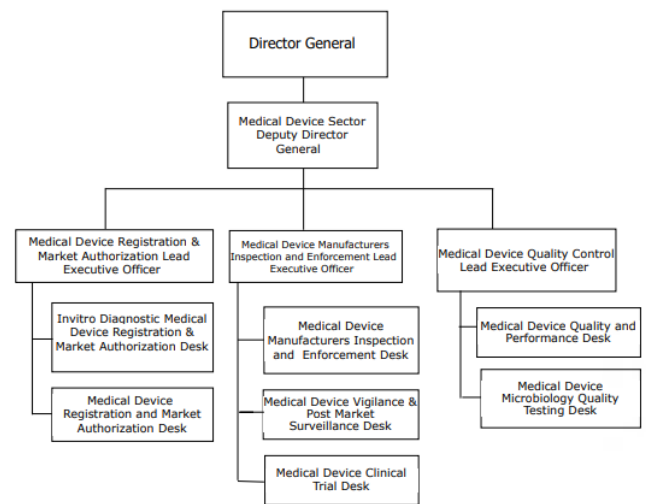 Director General
Medical Device Sector
Deputy Director
General
Medical Device Registration &
Market Authorization Lead
Executive Officer
Medical Device Manufacturers
Inspection and Enforcement Lead
Executive Officer
Medical Device Quality Control
Lead Executive Officer
Invitro Diagnostic Medical
Device Registration &
Market Authorization Desk
Medical Device
Registration and Market
Authorization Desk
Medical Device
Manufacturers Inspection
and Enforcement Desk
Medical Device Vigilance &
Post Market
Surveillance Desk
Medical Device Clinical
Trial Desk
Medical Device Quality and
Performance Desk
Medical Device
Microbiology Quality
Testing Desk